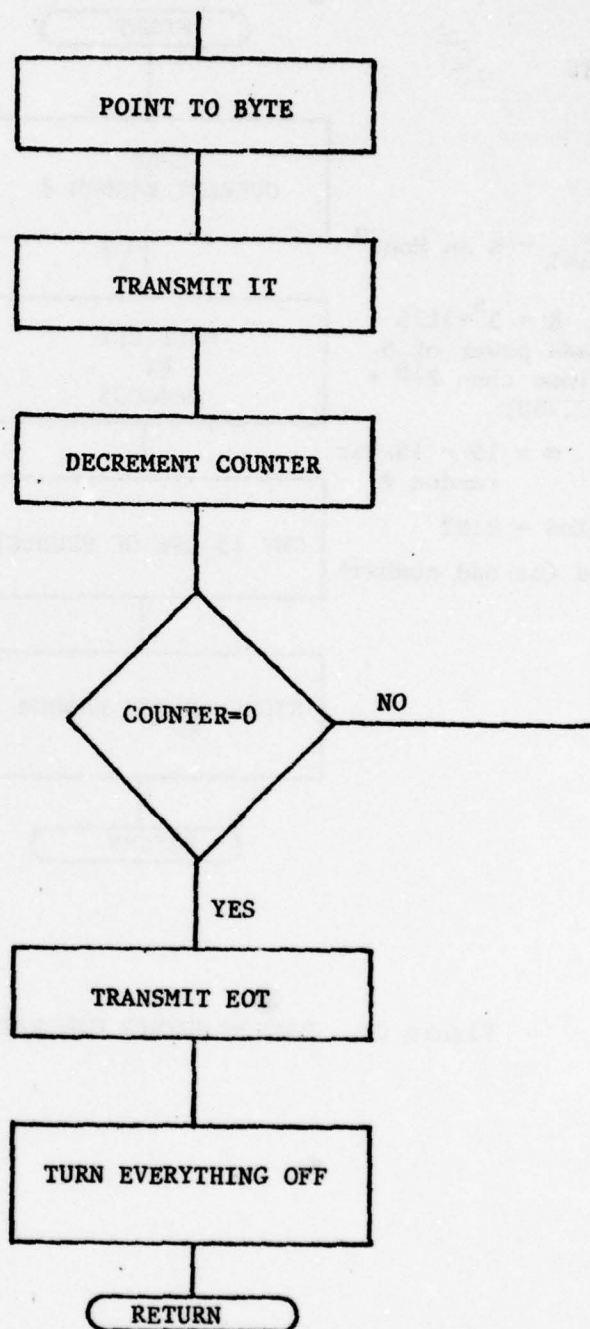 POINT TO BYTE
TRANSMIT IT
DECREMENT COUNTER
COUNTER=0
NO
YES
TRANSMIT EOT
TURN EVERYTHING OFF
RETURN